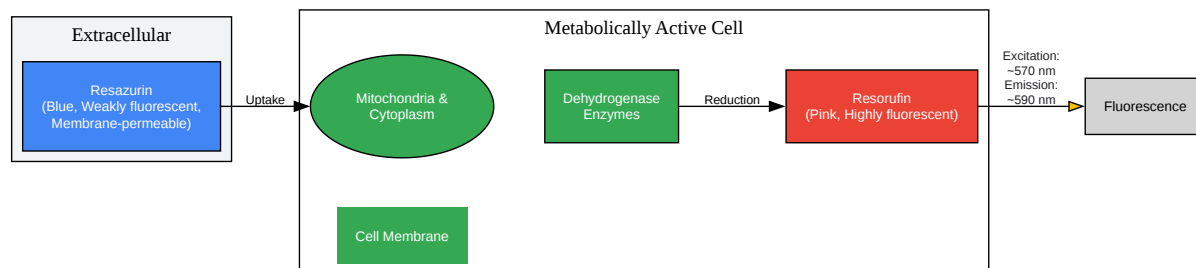 Extracellular
Resazurin
(Blue, Weakly fluorescent,
Membrane-permeable)
Uptake
Metabolically Active Cell
Mitochondria &
Cytoplasm
Cell Membrane
Dehydrogenase
Enzymes
Reduction
Resorufin
(Pink, Highly fluorescent)
Excitation:
~570 nm
Emission:
~590 nm
Fluorescence